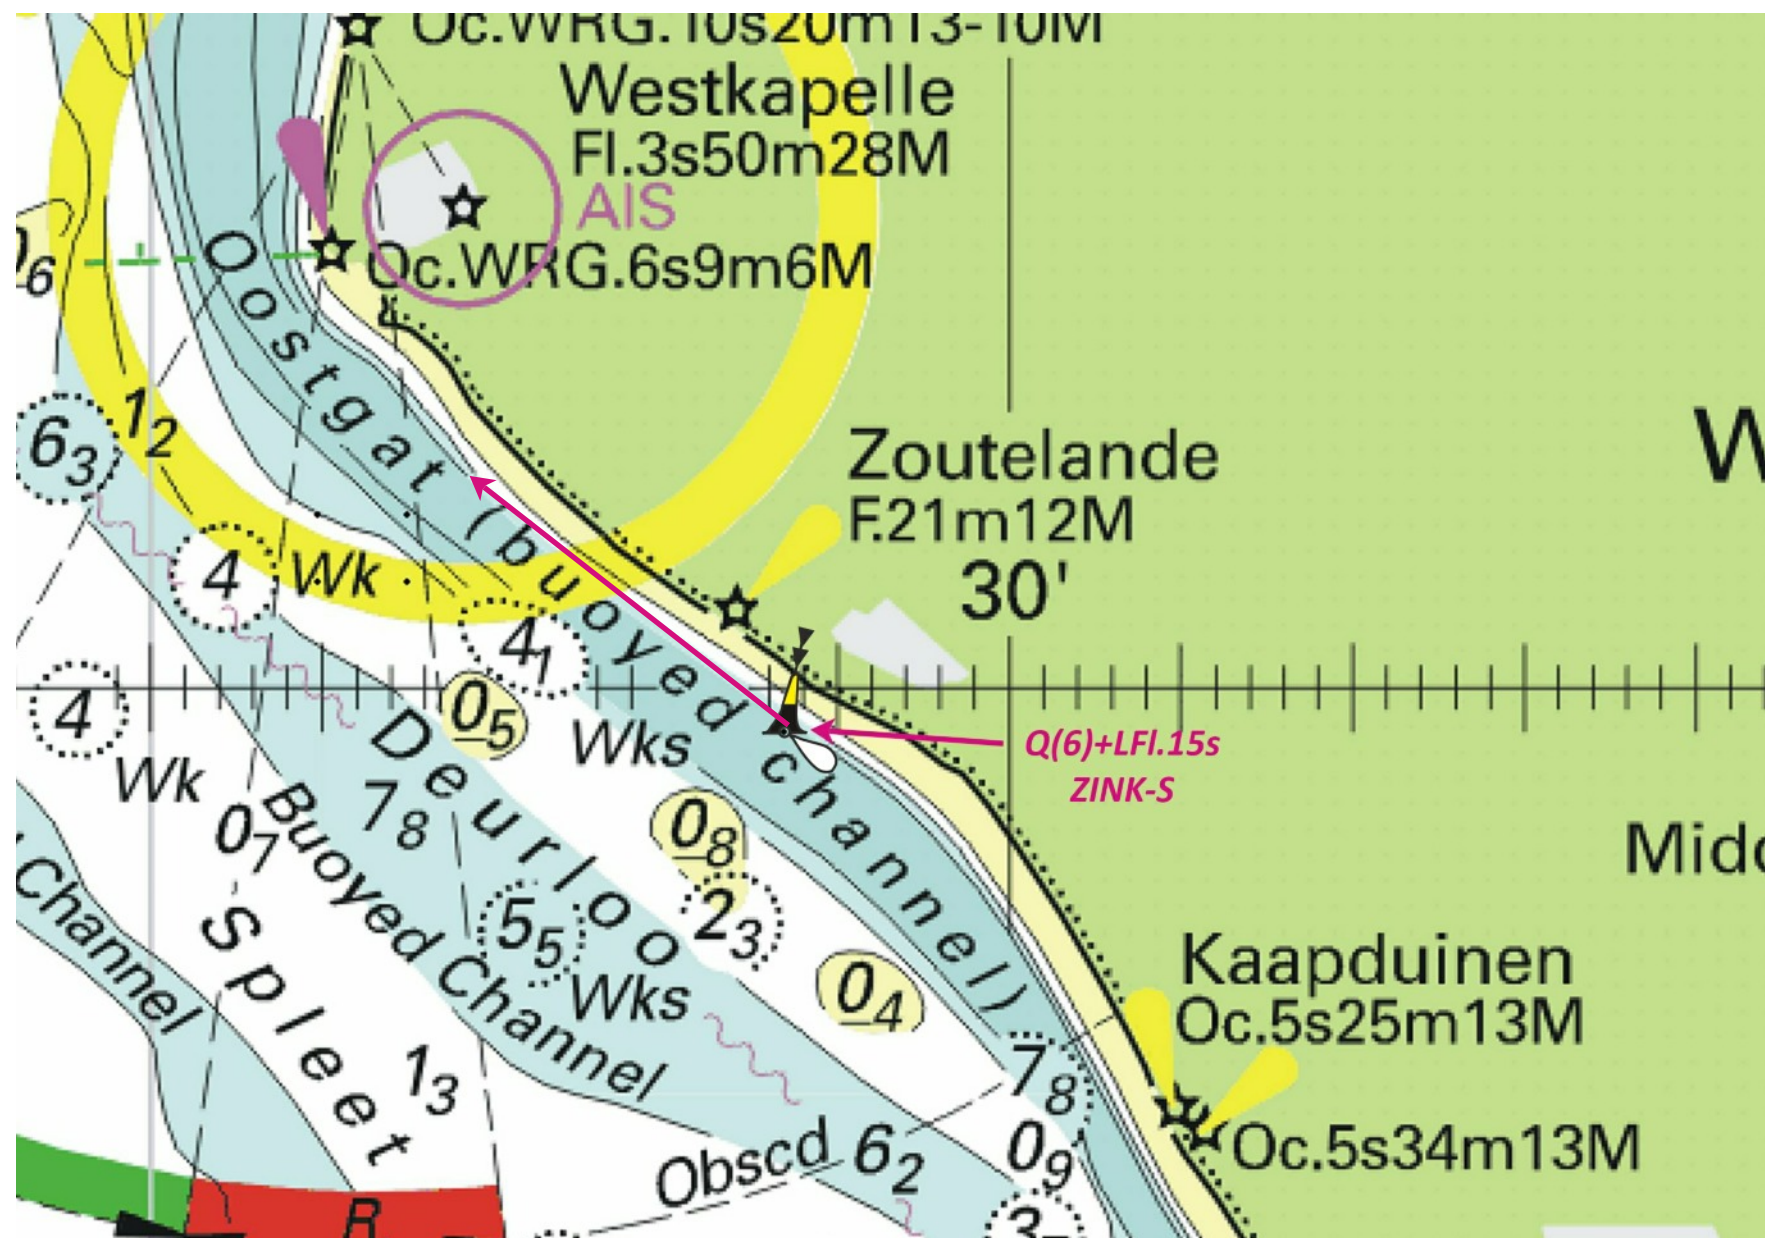 Oc.WRG.10s20m13-10M
Westkapelle
Fl.3s50m28M
AIS
Oc.WRG.6s9m6M
6
Oostgat (buoyed channel)
1₂
6₃
Zoutelande
F.21m12M
W
4
Wk
30'
4₁
0₅
4
Wks
Q(6)+LFl.15s
ZINK-S
Wk
Deurloo
7₈
0₇
0₈
Midd
Buoyed Channel
Channel
2₃
5₅
Spleet
Wks
0₄
Kaapduinen
Oc.5s25m13M
7₈
1₃
Obscd
6₂
0₉
Oc.5s34m13M
R
3